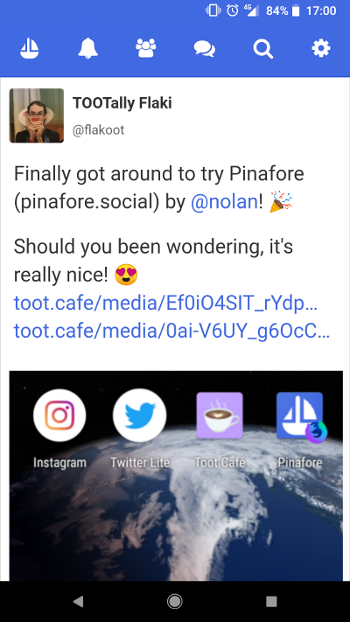 4G 84% 17:00
TOOTally Flaki
@flakoot
Finally got around to try Pinafore
(pinafore.social) by @nolan! 🎉
Should you been wondering, it's
really nice! 😍
toot.cafe/media/Ef0iO4SIT_rYdp…
toot.cafe/media/0ai-V6UY_g6OcC…
Instagram Twitter Lite Toot Café Pinafore